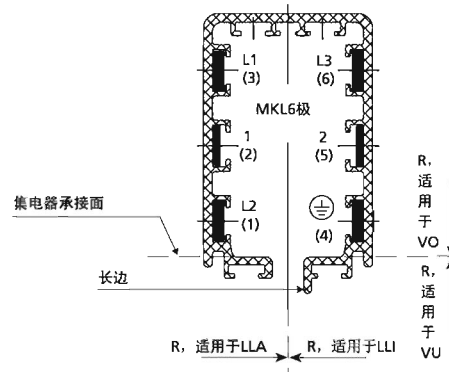 L1
(3)
L3
(6)
MKL6极
1
(2)
2
(5)
L2
(1)
(4)
R,
适
用
于
VO
集电器承接面
R,
适
用
于
VU
长边
R，适用于LLA
R，适用于LLI